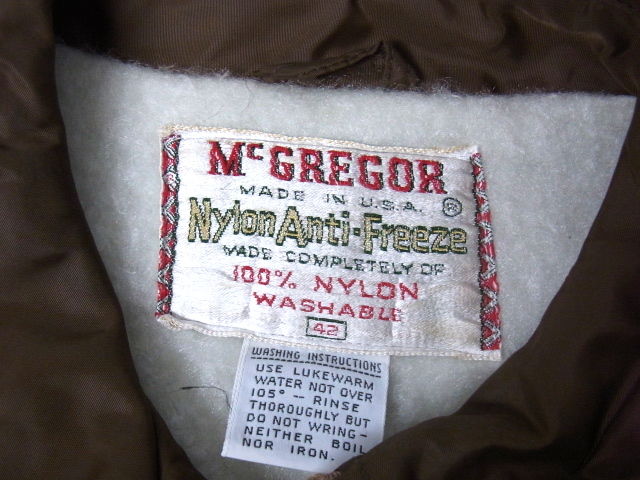 McGREGOR
MADE IN U.S.A. ®
Nylon Anti-Freeze
MADE COMPLETELY OF
100% NYLON
WASHABLE
42
WASHING INSTRUCTIONS
USE LUKEWARM
WATER NOT OVER
105° — RINSE
THOROUGHLY BUT
DO NOT WRING-
NEITHER BOIL
NOR IRON.